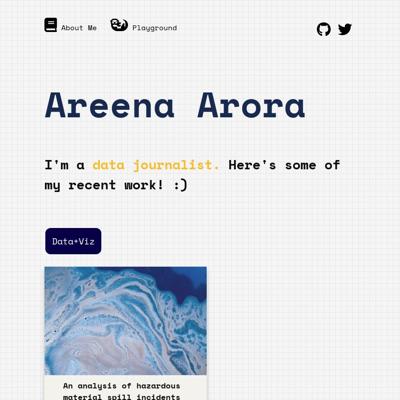 About Me Playground
Areena Arora
I'm a data journalist. Here's some of
my recent work! :)
Data+Viz
An analysis of hazardous
material spill incidents